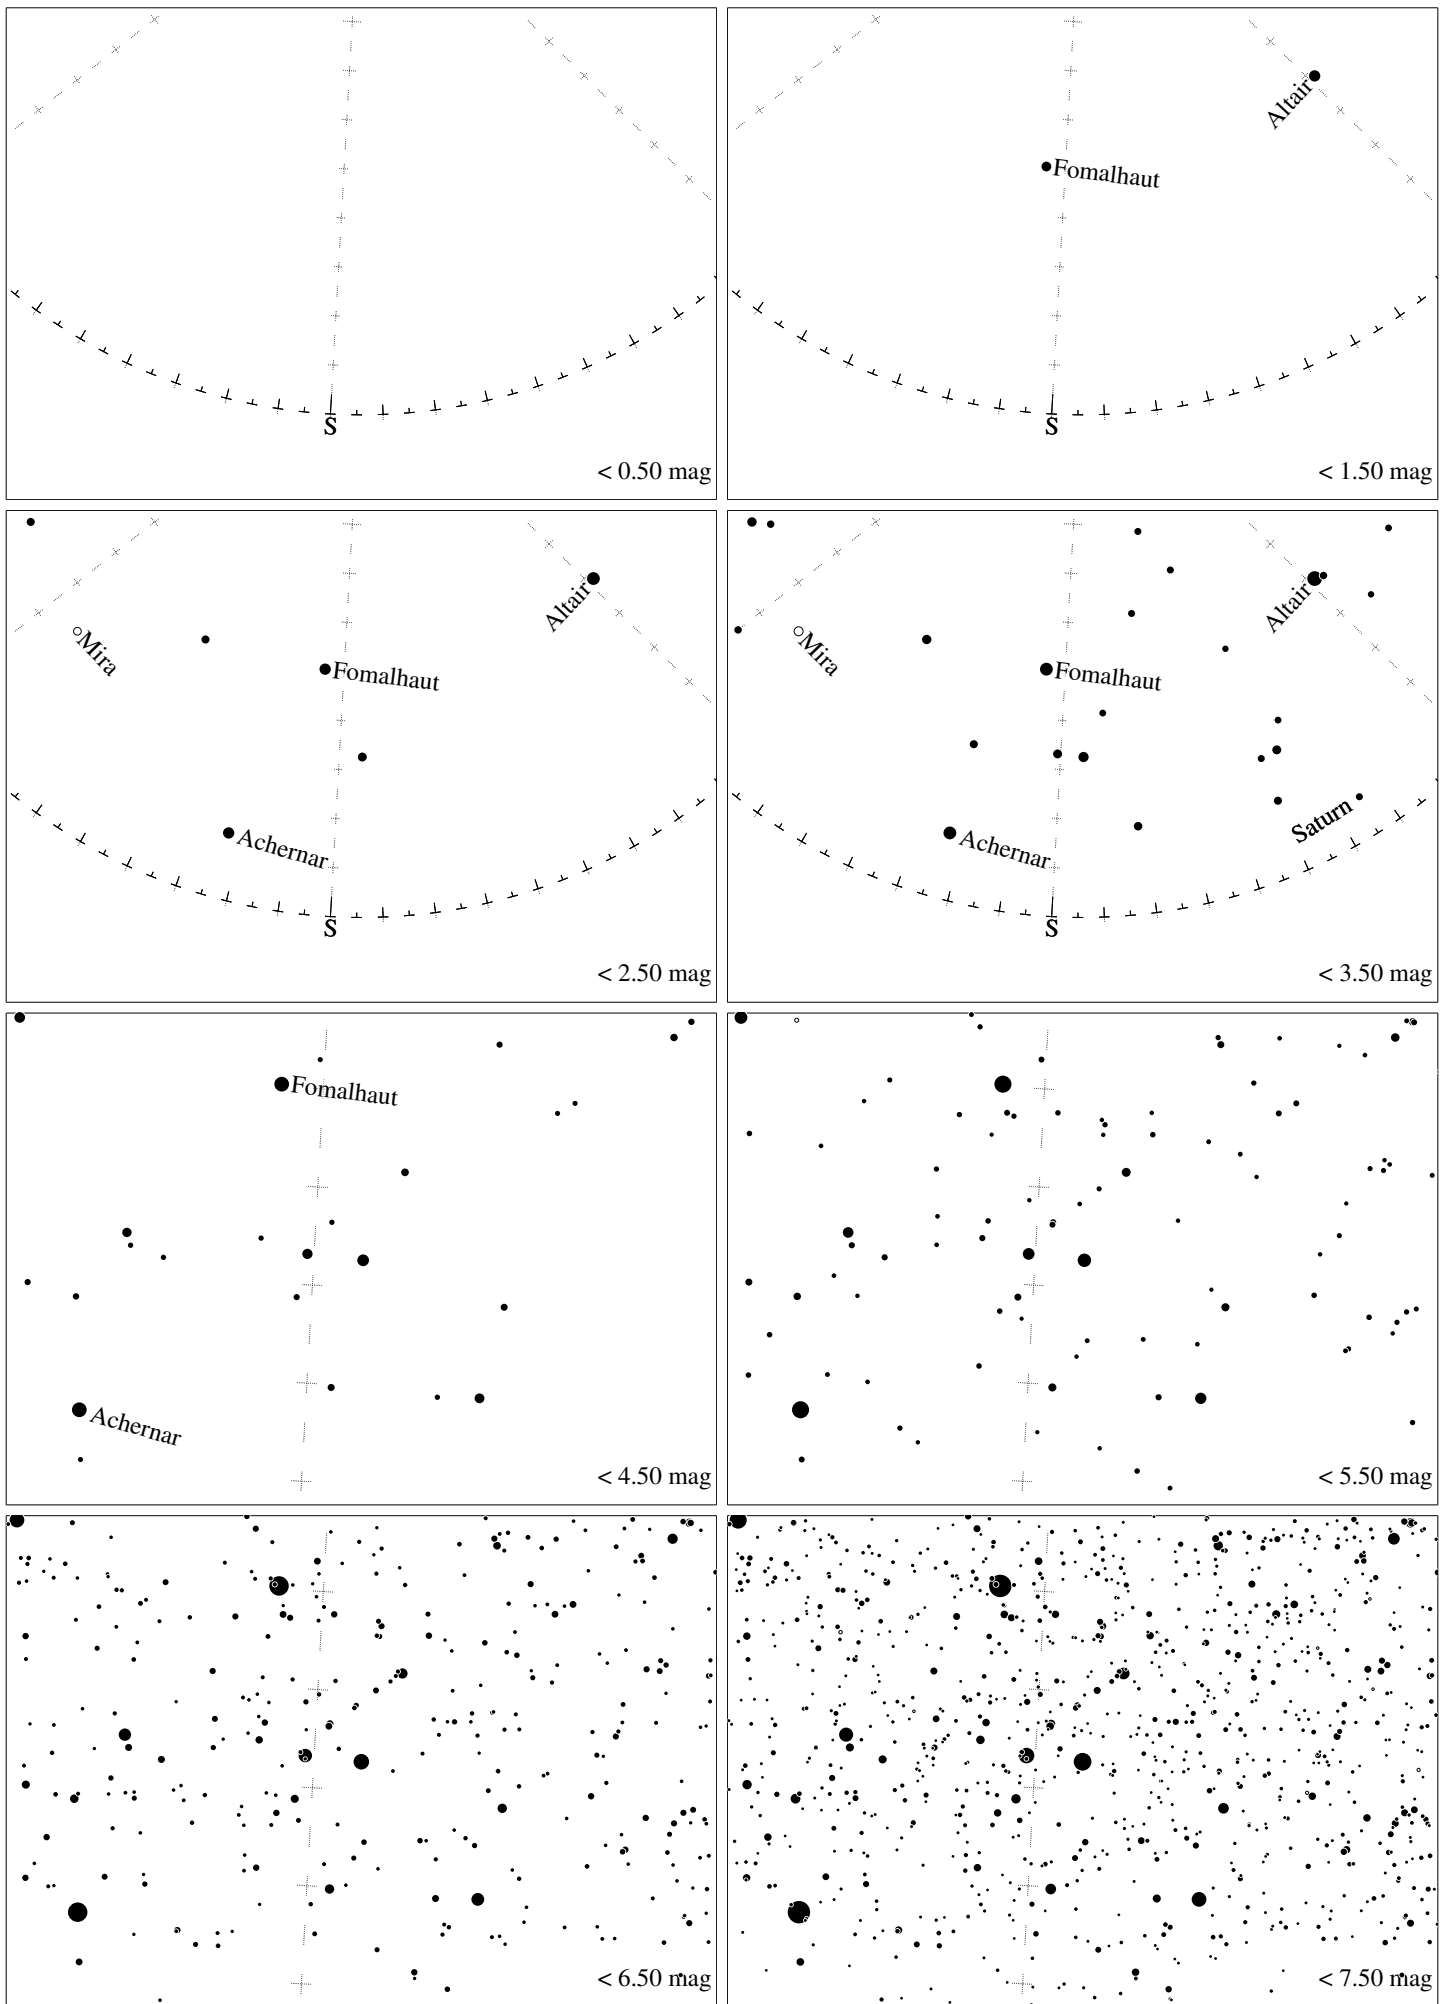 S
< 0.50 mag
Altair
Fomalhaut
S
< 1.50 mag
Altair
Mira
Fomalhaut
Achernar
S
< 2.50 mag
Altair
Mira
Fomalhaut
Saturn
Achernar
S
< 3.50 mag
Fomalhaut
Achernar
< 4.50 mag
< 5.50 mag
< 6.50 mag
< 7.50 mag